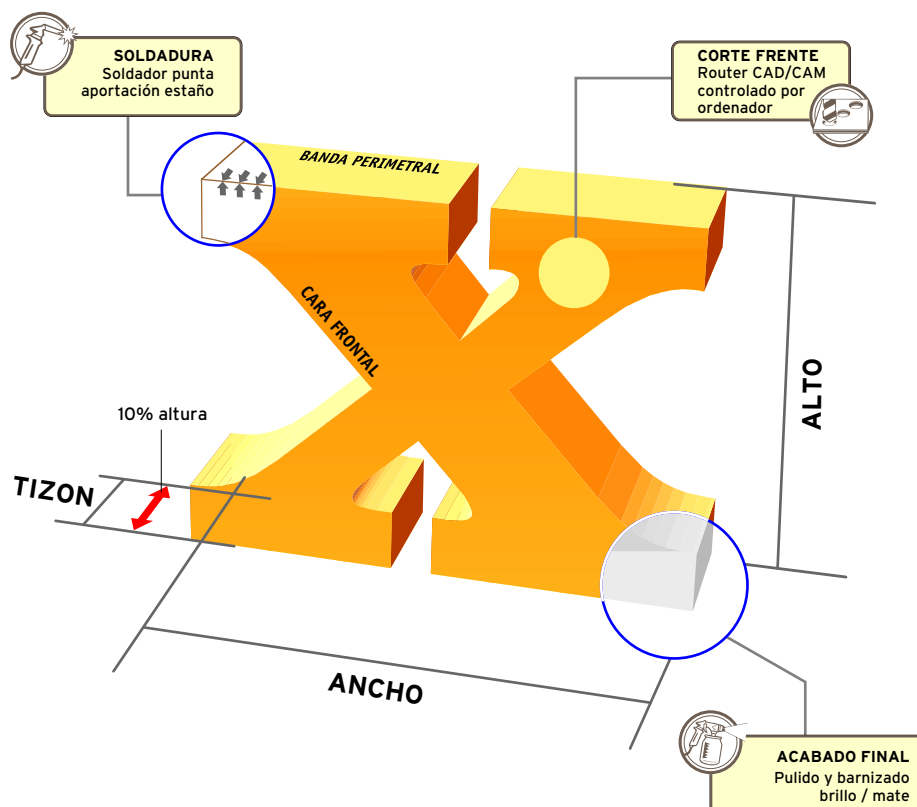 SOLDADURA
Soldador punta
aportación estaño
CORTE FRENTE
Router CAD/CAM
controlado por
ordenador
BANDA PERIMETRAL
CARA FRONTAL
ALTO
10% altura
TIZON
ANCHO
ACABADO FINAL
Pulido y barnizado
brillo / mate